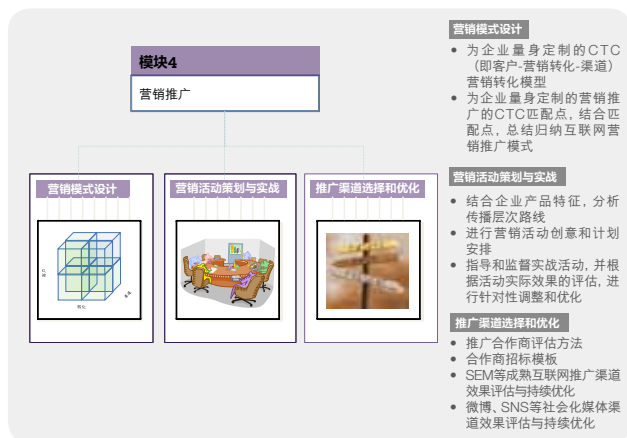 模块4
营销推广
营销模式设计
营销活动策划与实战
推广渠道选择和优化
转化
营销模式设计
● 为企业量身定制的CTC
（即客户-营销转化-渠道）
营销转化模型
● 为企业量身定制的营销推
广的CTC匹配点，结合匹
配点，总结归纳互联网营
销推广模式
营销活动策划与实战
● 结合企业产品特征，分析
传播层次路线
● 进行营销活动创意和计划
安排
● 指导和监督实战活动，并根
据活动实际效果的评估，进
行针对性调整和优化
推广渠道选择和优化
● 推广合作商评估方法
● 合作商招标模板
● SEM等成熟互联网推广渠道
效果评估与持续优化
● 微博、SNS等社会化媒体渠
道效果评估与持续优化